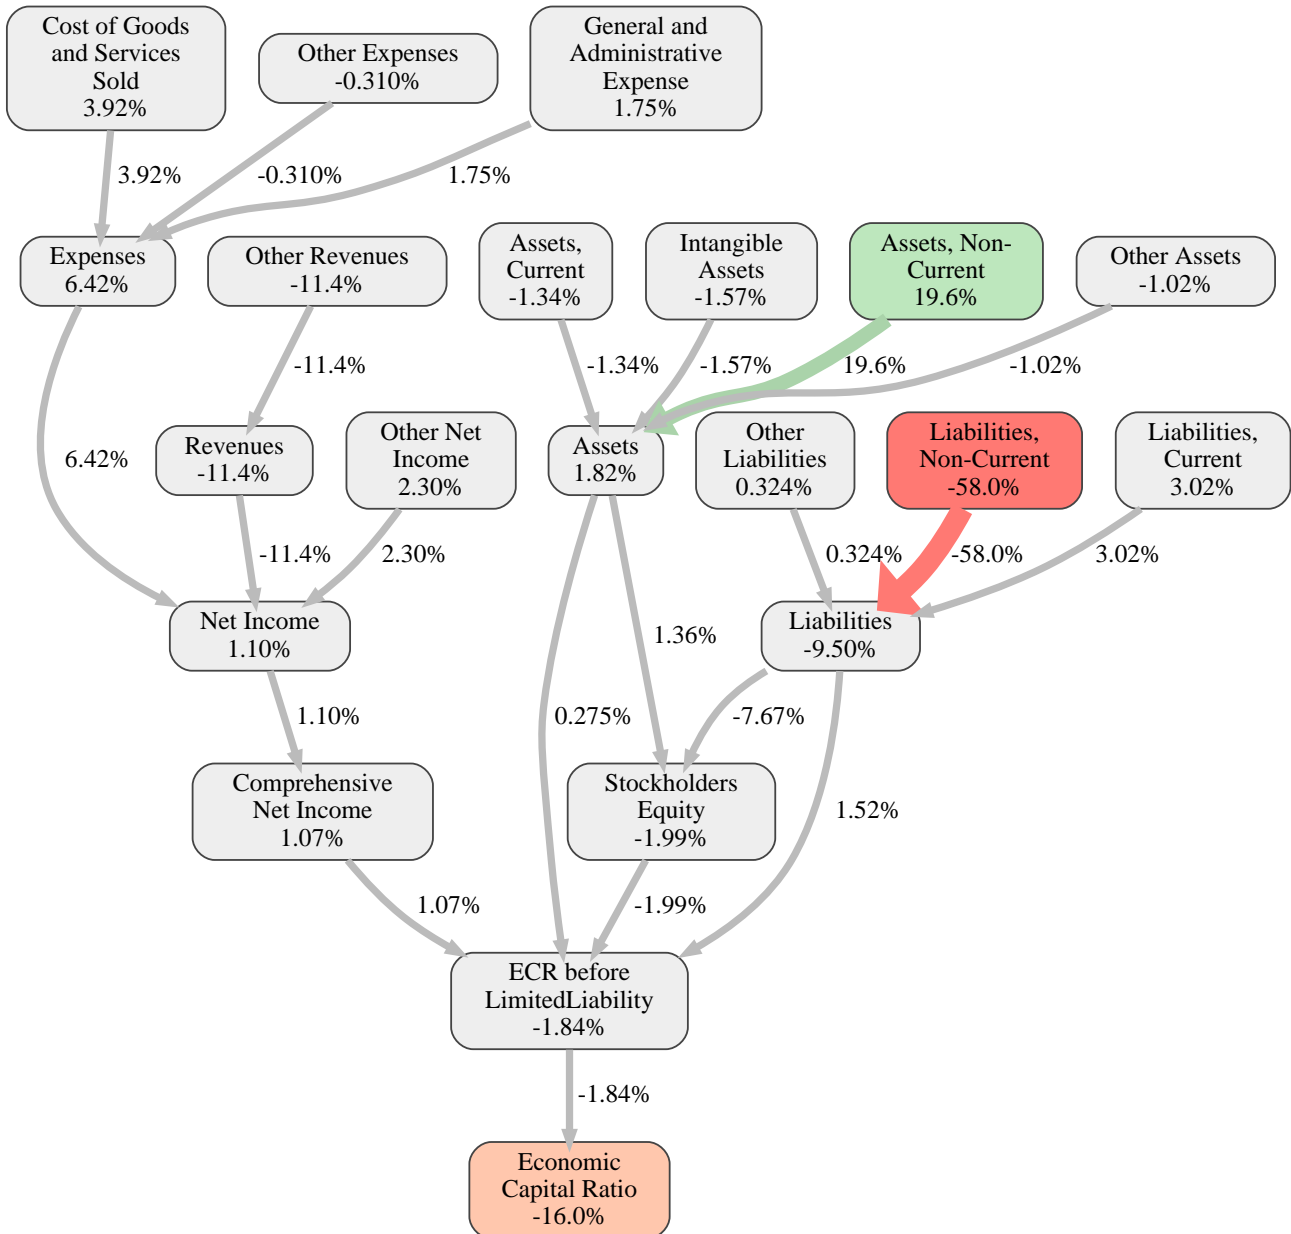 Cost of Goods
and Services
Sold
3.92%
Other Expenses
-0.310%
General and
Administrative
Expense
1.75%
3.92%
-0.310%
1.75%
Expenses
6.42%
Other Revenues
-11.4%
Assets,
Current
-1.34%
Intangible
Assets
-1.57%
Assets, Non-
Current
19.6%
Other Assets
-1.02%
-11.4%
-1.34%
-1.57%
19.6%
-1.02%
6.42%
Revenues
-11.4%
Other Net
Income
2.30%
Assets
1.82%
Other
Liabilities
0.324%
Liabilities,
Non-Current
-58.0%
Liabilities,
Current
3.02%
-11.4%
2.30%
0.324%
-58.0%
3.02%
Net Income
1.10%
1.36%
Liabilities
-9.50%
1.10%
0.275%
-7.67%
Comprehensive
Net Income
1.07%
Stockholders
Equity
-1.99%
1.52%
1.07%
-1.99%
ECR before
LimitedLiability
-1.84%
-1.84%
Economic
Capital Ratio
-16.0%